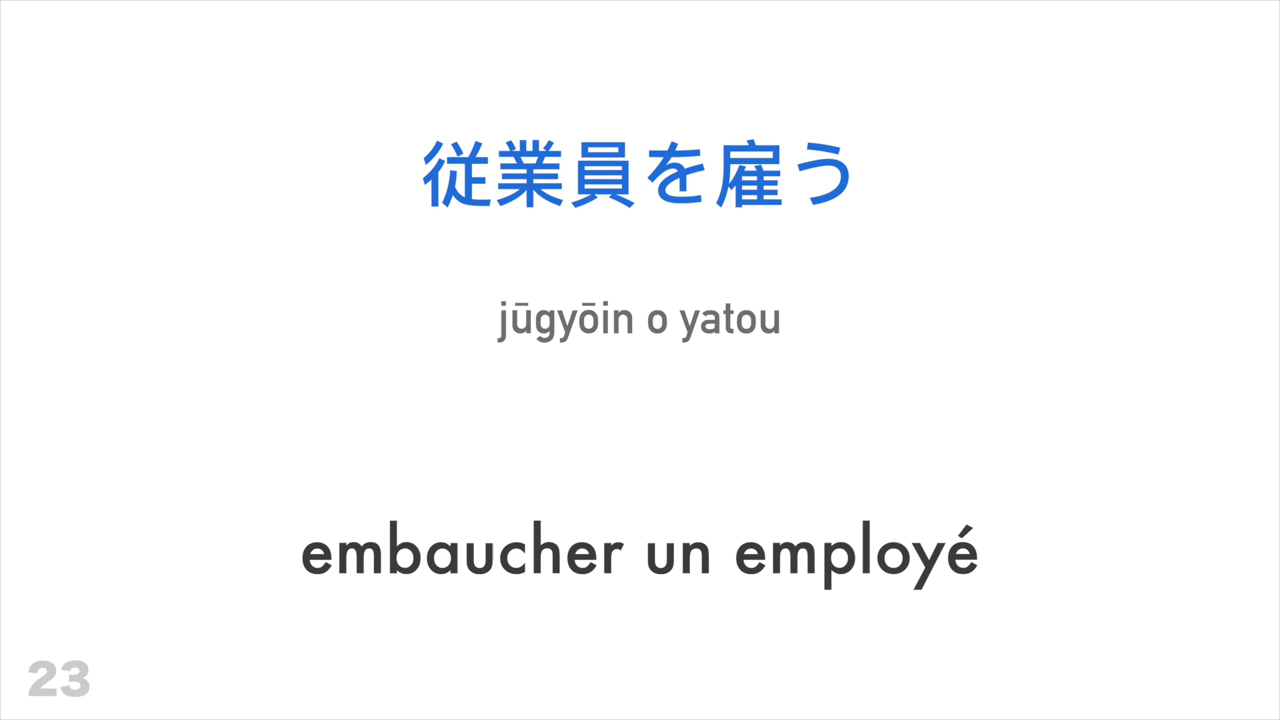 従業員を雇う
jūgyōin o yatou
embaucher un employé
23